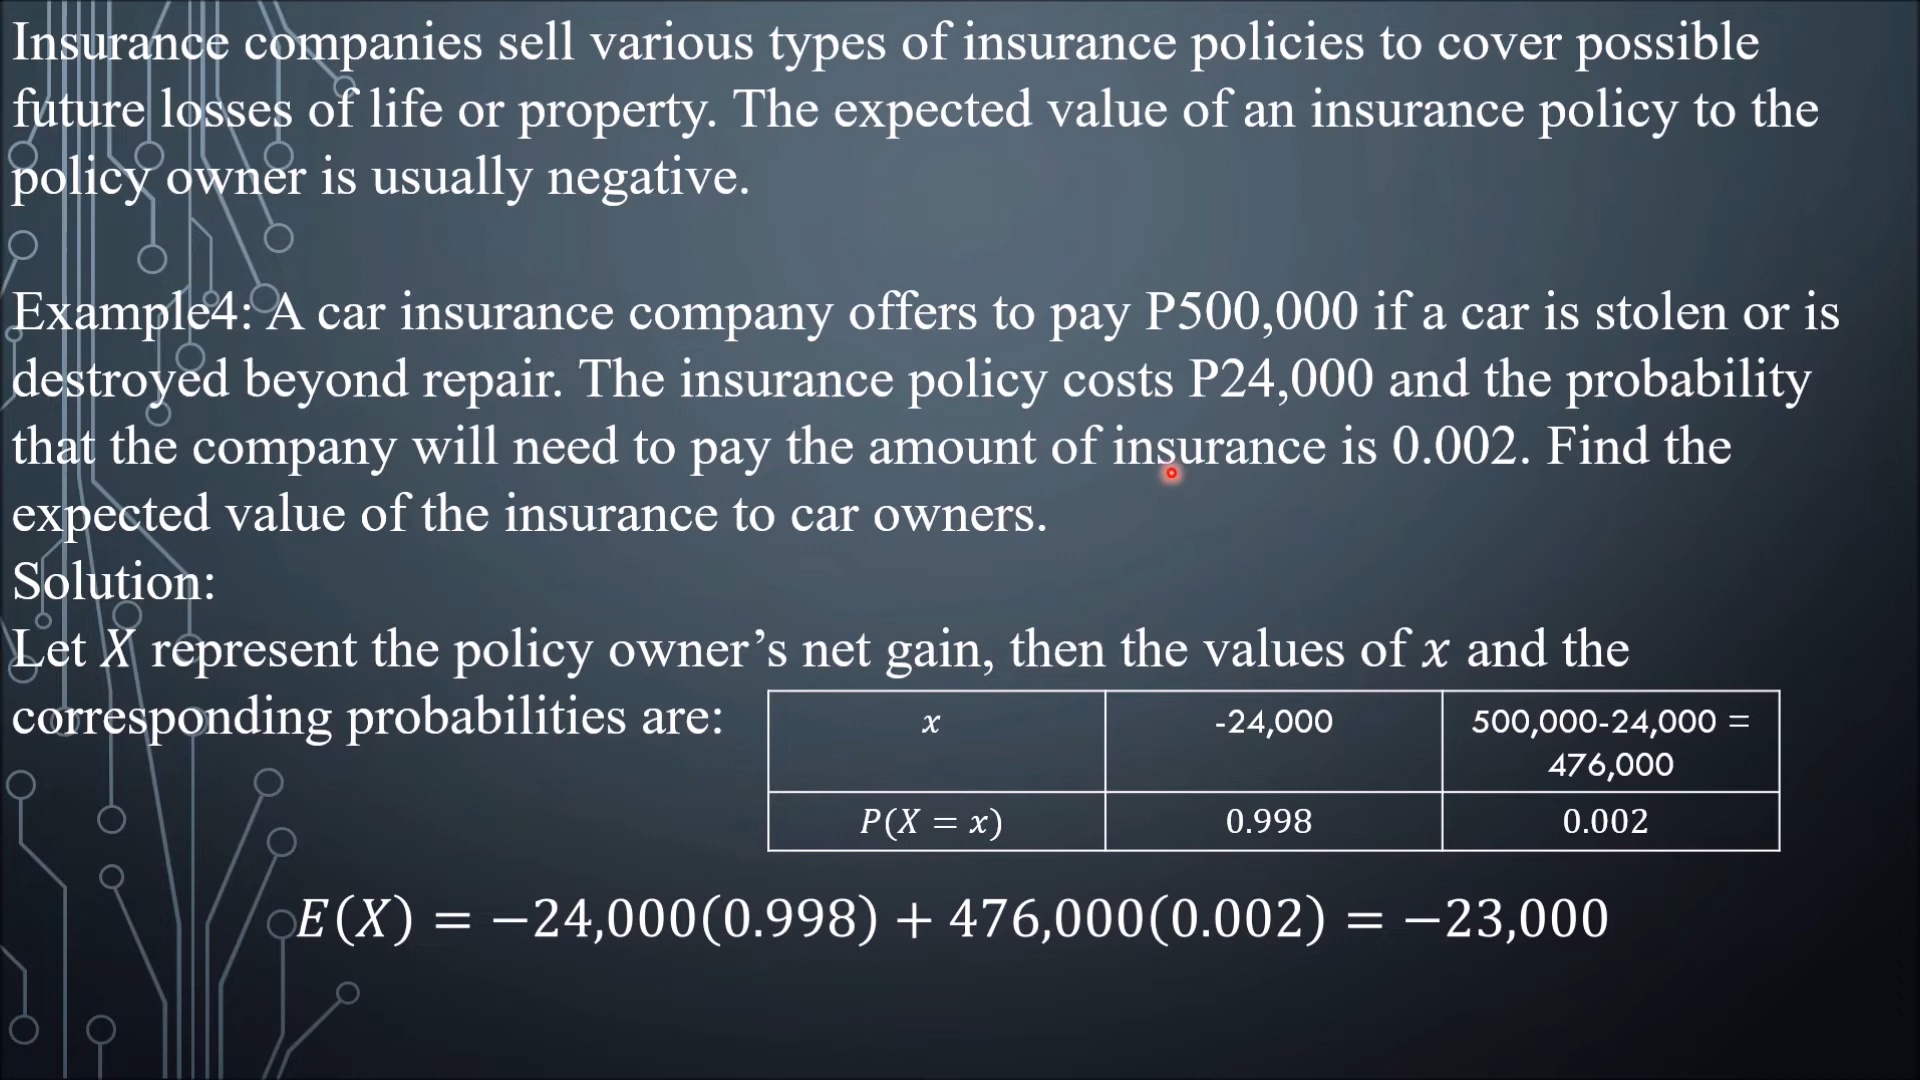 Insurance companies sell various types of insurance policies to cover possible
future losses of life or property. The expected value of an insurance policy to the
policy owner is usually negative.
Example4: A car insurance company offers to pay P500,000 if a car is stolen or is
destroyed beyond repair. The insurance policy costs P24,000 and the probability
that the company will need to pay the amount of insurance is 0.002. Find the
expected value of the insurance to car owners.
Solution:
Let X represent the policy owner’s net gain, then the values of x and the
corresponding probabilities are:
x -24,000 500,000-24,000 =
476,000
P(X = x) 0.998 0.002
E(X) = −24,000(0.998) + 476,000(0.002) = −23,000